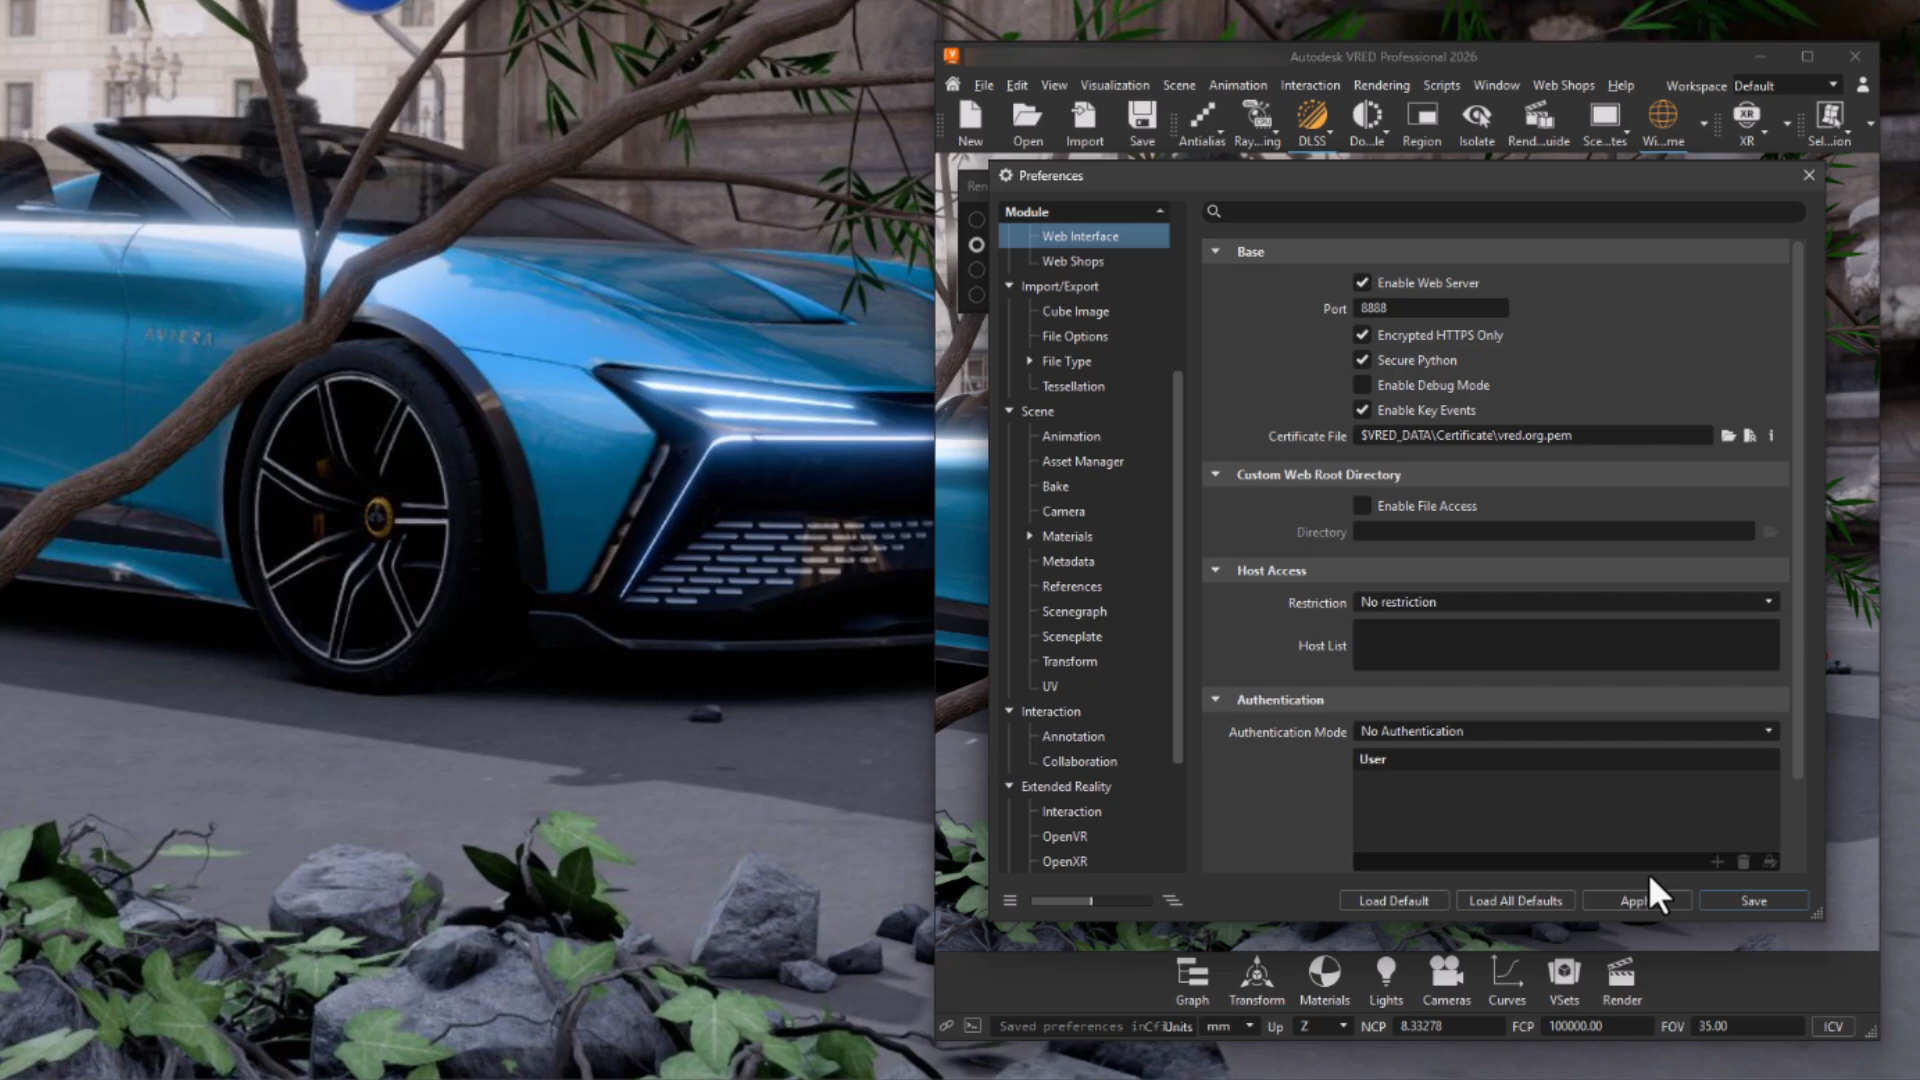 AVIERA
Autodesk VRED Professional 2026
File Edit View Visualization Scene Animation Interaction Rendering Scripts Window Web Shops Help Workspace Default
New Open Import Save Antialias Ray...ing DLSS Do...le Region Isolate Rend...uide Sce...tes Wi...me XR Sel...ion
Ren
Preferences
Module
Web Interface
Web Shops
Import/Export
Cube Image
File Options
File Type
Tessellation
Scene
Animation
Asset Manager
Bake
Camera
Materials
Metadata
References
Scenegraph
Sceneplate
Transform
UV
Interaction
Annotation
Collaboration
Extended Reality
Interaction
OpenVR
OpenXR
Base
Enable Web Server
Port 8888
Encrypted HTTPS Only
Secure Python
Enable Debug Mode
Enable Key Events
Certificate File $VRED_DATA\Certificate\vred.org.pem
Custom Web Root Directory
Enable File Access
Directory
Host Access
Restriction No restriction
Host List
Authentication
Authentication Mode No Authentication
User
Load Default Load All Defaults Appl Save
Graph Transform Materials Lights Cameras Curves VSets Render
Saved preferences in Units mm Up Z NCP 8.33278 FCP 100000.00 FOV 35.00 ICV